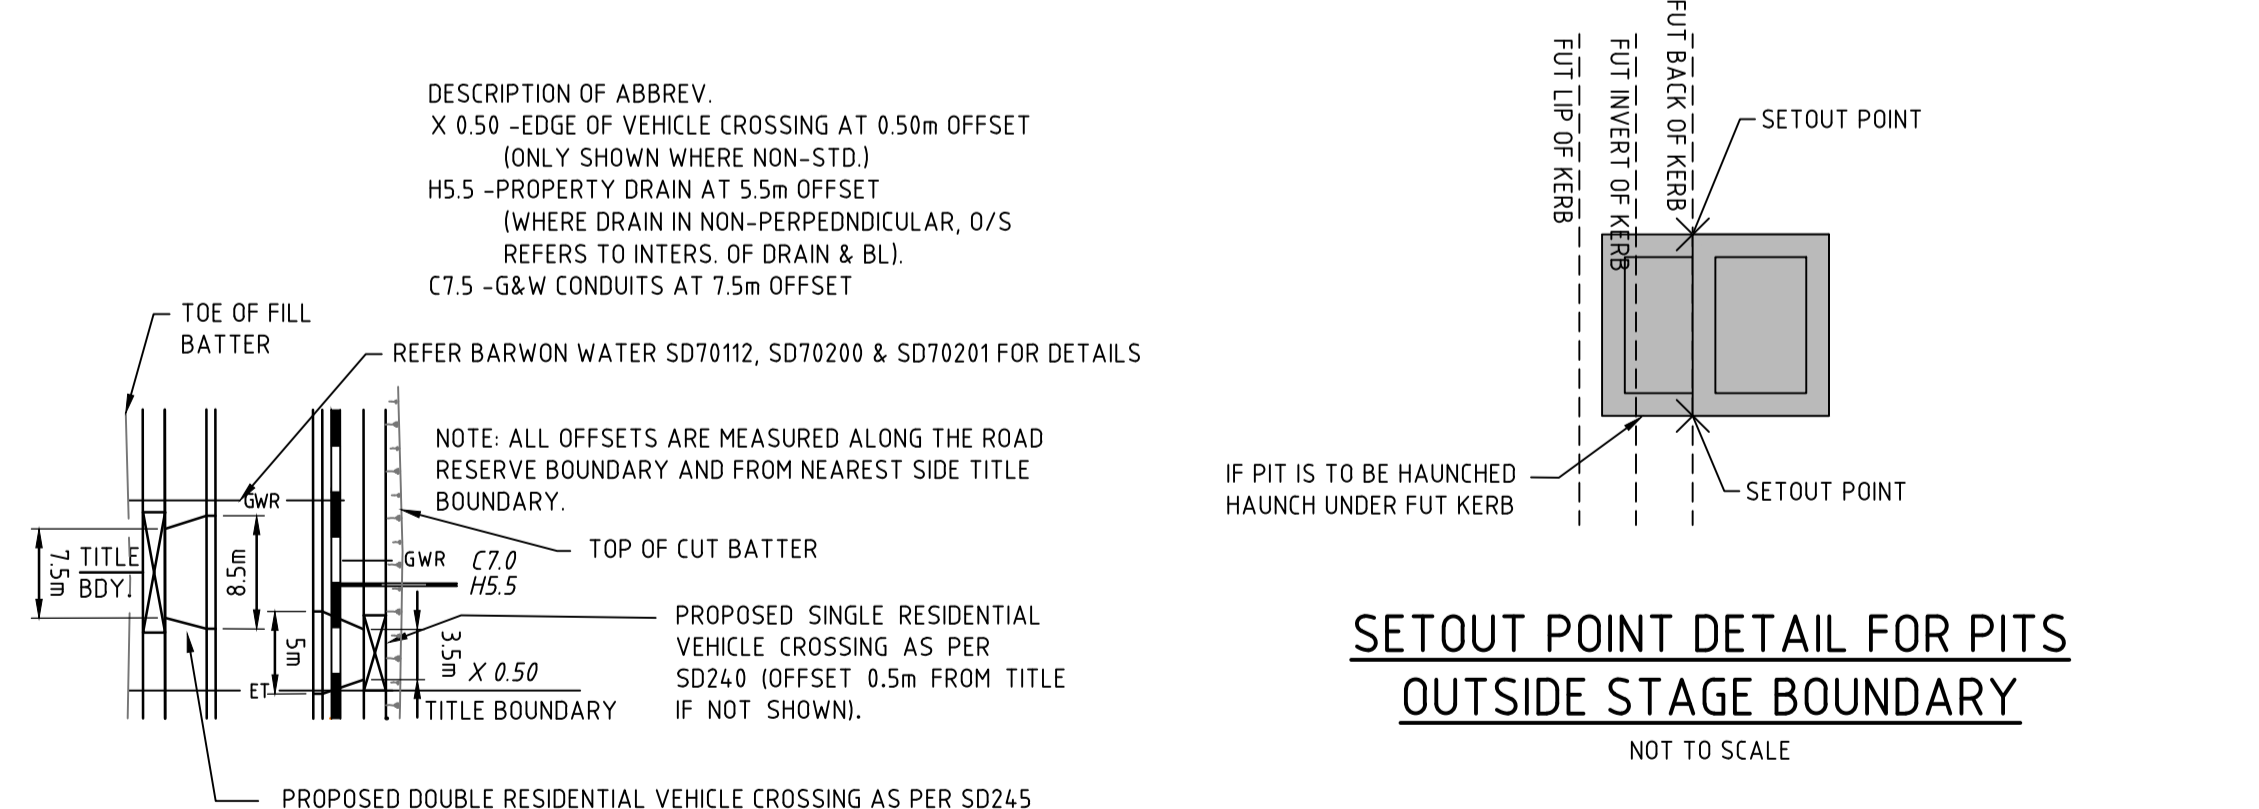 DESCRIPTION OF ABBREV.
X 0.50 -EDGE OF VEHICLE CROSSING AT 0.50m OFFSET
(ONLY SHOWN WHERE NON-STD.)
H5.5 -PROPERTY DRAIN AT 5.5m OFFSET
(WHERE DRAIN IN NON-PERPEDNDICULAR, O/S
REFERS TO INTERS. OF DRAIN & BL).
C7.5 -G&W CONDUITS AT 7.5m OFFSET
TOE OF FILL
BATTER
REFER BARWON WATER SD70112, SD70200 & SD70201 FOR DETAILS
NOTE: ALL OFFSETS ARE MEASURED ALONG THE ROAD
RESERVE BOUNDARY AND FROM NEAREST SIDE TITLE
BOUNDARY.
GWR
TOP OF CUT BATTER
GWR
C7.0
H5.5
7.5m
TITLE
BDY.
8.5m
5m
3.5m
X 0.50
ET
TITLE BOUNDARY
PROPOSED SINGLE RESIDENTIAL
VEHICLE CROSSING AS PER
SD240 (OFFSET 0.5m FROM TITLE
IF NOT SHOWN).
PROPOSED DOUBLE RESIDENTIAL VEHICLE CROSSING AS PER SD245
FUT LIP OF KERB
FUT INVERT OF KERB
FUT BACK OF KERB
SETOUT POINT
IF PIT IS TO BE HAUNCHED
HAUNCH UNDER FUT KERB
SETOUT POINT
SETOUT POINT DETAIL FOR PITS
OUTSIDE STAGE BOUNDARY
NOT TO SCALE